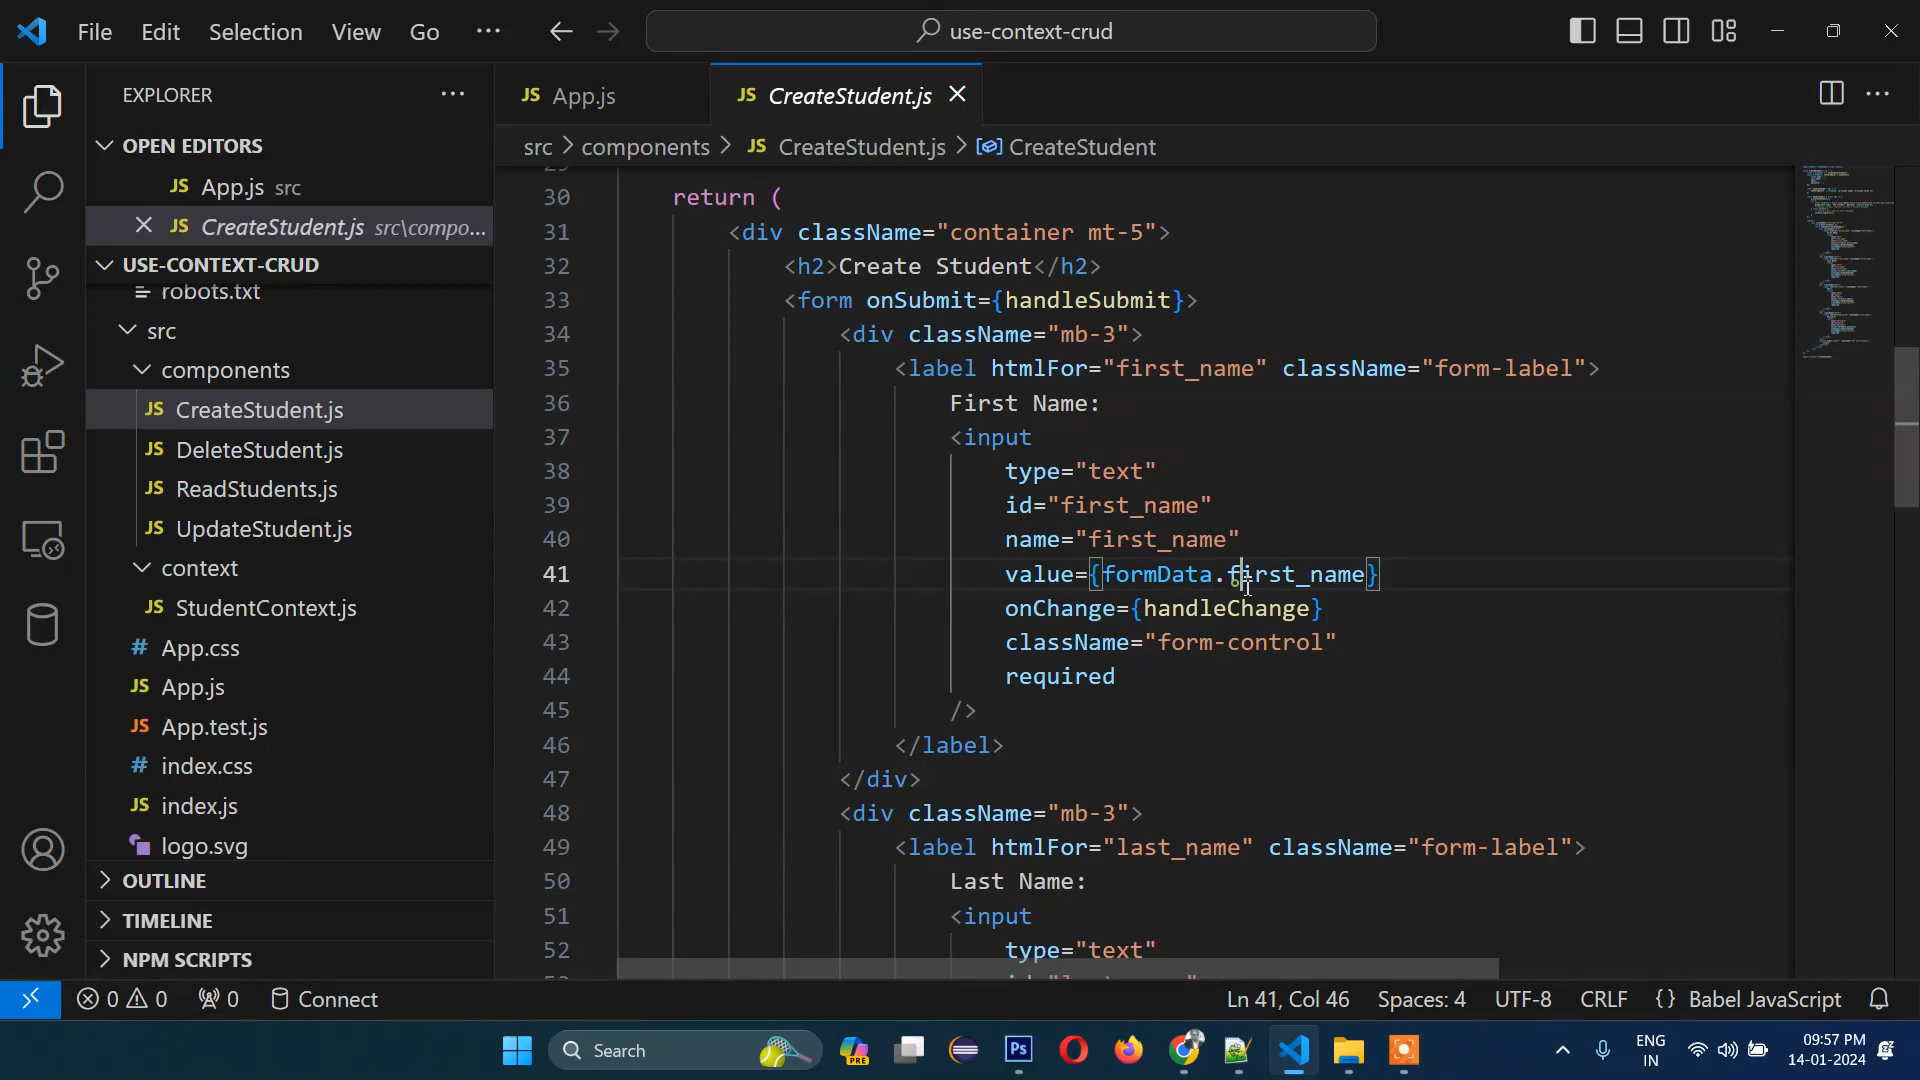 File Edit Selection View Go ··· use-context-crud
EXPLORER ···
OPEN EDITORS
JS App.js src
JS CreateStudent.js src\compo...
USE-CONTEXT-CRUD
robots.txt
src
components
JS CreateStudent.js
JS DeleteStudent.js
JS ReadStudents.js
JS UpdateStudent.js
context
JS StudentContext.js
# App.css
JS App.js
JS App.test.js
# index.css
JS index.js
logo.svg
OUTLINE
TIMELINE
NPM SCRIPTS
JS App.js
JS CreateStudent.js
src > components > JS CreateStudent.js > CreateStudent
30 return (
31 <div className="container mt-5">
32 <h2>Create Student</h2>
33 <form onSubmit={handleSubmit}>
34 <div className="mb-3">
35 <label htmlFor="first_name" className="form-label">
36 First Name:
37 <input
38 type="text"
39 id="first_name"
40 name="first_name"
41 value={formData.first_name}
42 onChange={handleChange}
43 className="form-control"
44 required
45 />
46 </label>
47 </div>
48 <div className="mb-3">
49 <label htmlFor="last_name" className="form-label">
50 Last Name:
51 <input
52 type="text"
0 0 0 Connect Ln 41, Col 46 Spaces: 4 UTF-8 CRLF {} Babel JavaScript
Search PRE Ps ENG IN 09:57 PM
14-01-2024